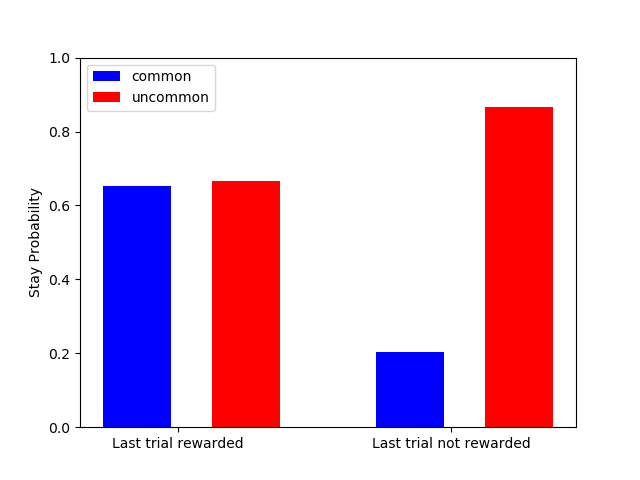 common
uncommon
Stay Probability
1.0
0.8
0.6
0.4
0.2
0.0
Last trial rewarded
Last trial not rewarded